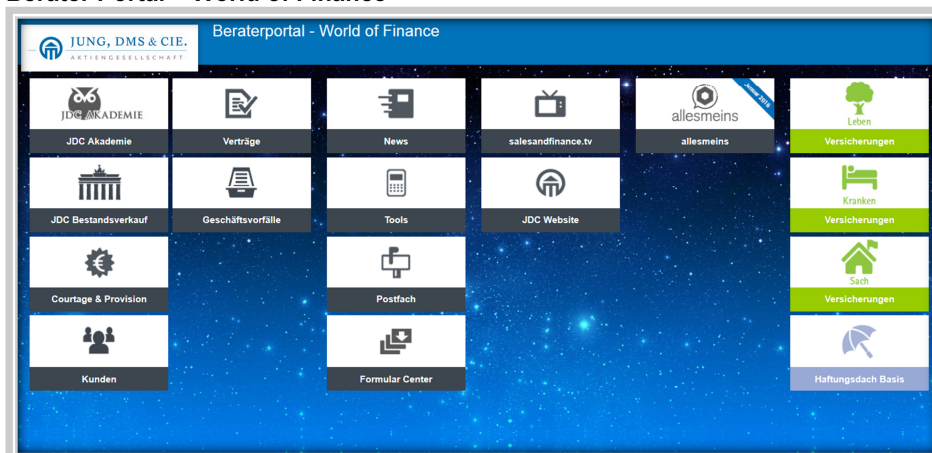 Berater Portal – World of Finance
JUNG, DMS & CIE.
AKTIENGESELLSCHAFT
Beraterportal - World of Finance
JDC AKADEMIE
JDC Akademie
Verträge
News
salesandfinance.tv
allesmeins
Januar 2016
allesmeins
Leben
Versicherungen
JDC Bestandsverkauf
Geschäftsvorfälle
Tools
JDC Website
Kranken
Versicherungen
Courtage & Provision
Postfach
Sach
Versicherungen
Kunden
Formular Center
Haftungsdach Basis